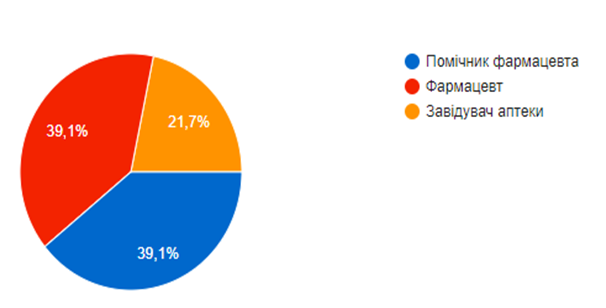 Помічник фармацевта
Фармацевт
Завідувач аптеки
21,7%
39,1%
39,1%